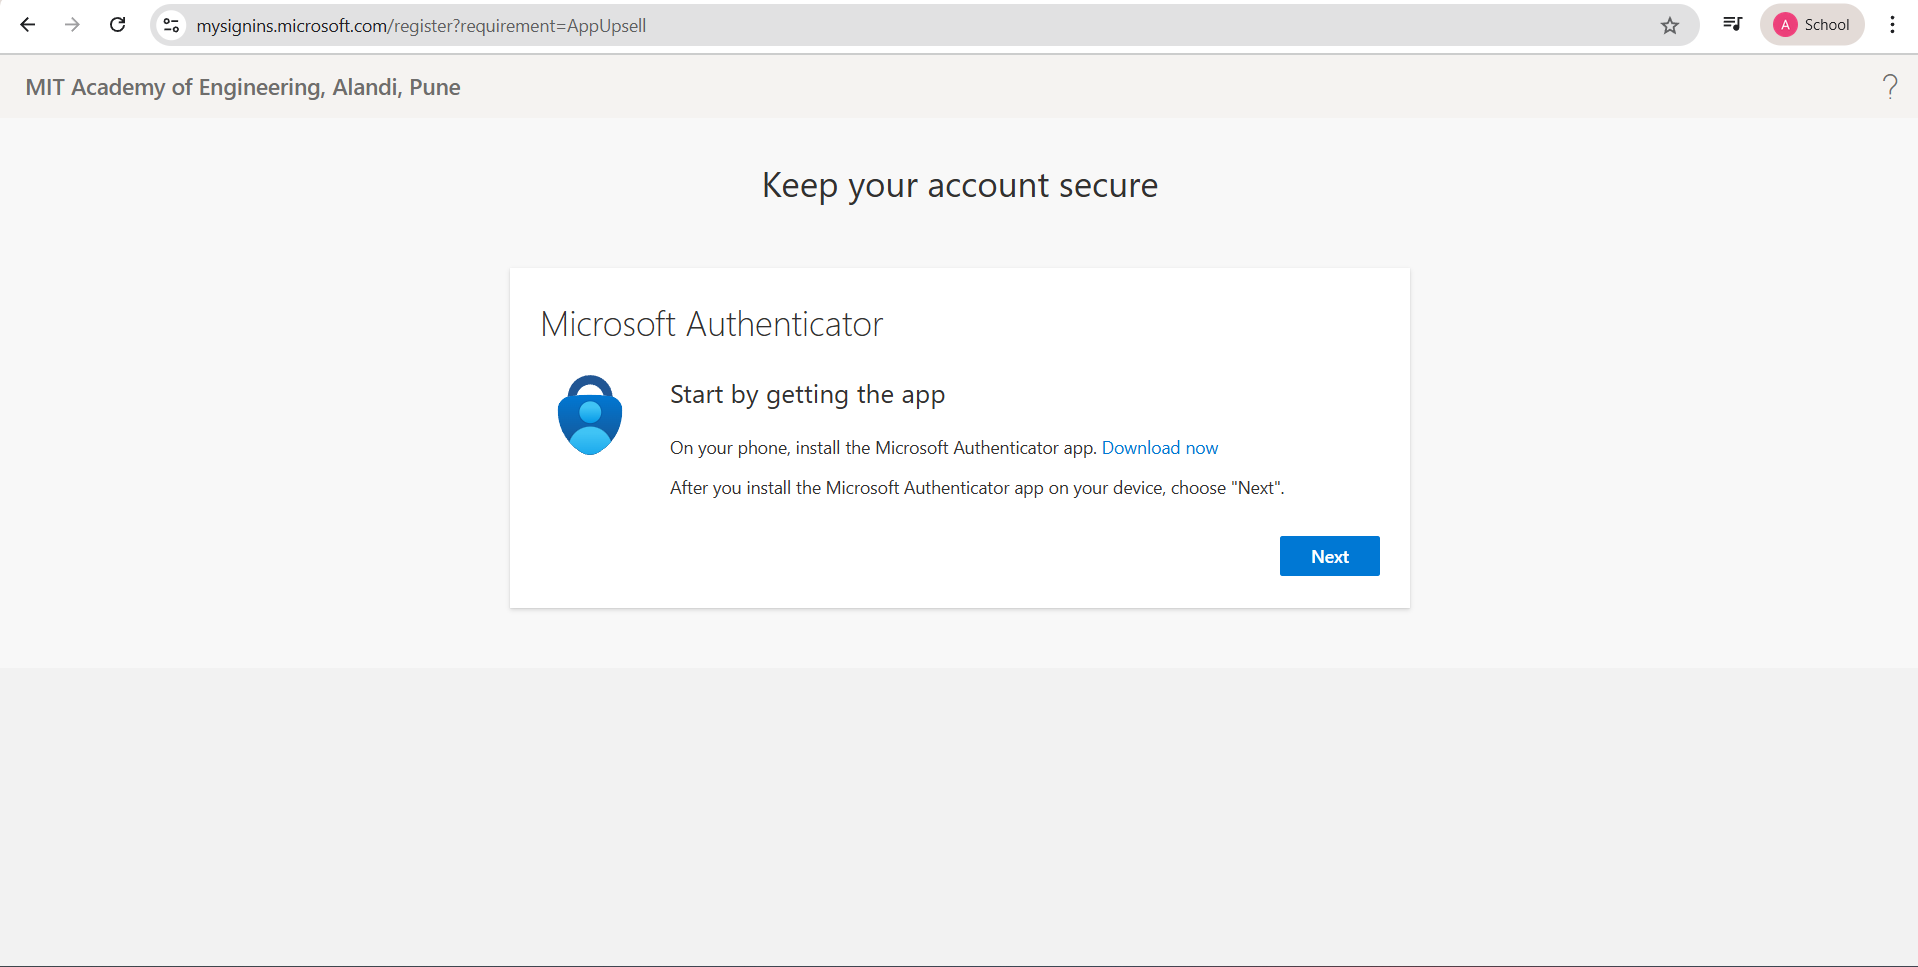 mysignins.microsoft.com/register?requirement=AppUpsell
A School
MIT Academy of Engineering, Alandi, Pune
?
Keep your account secure
Microsoft Authenticator
Start by getting the app
On your phone, install the Microsoft Authenticator app. Download now
After you install the Microsoft Authenticator app on your device, choose "Next".
Next